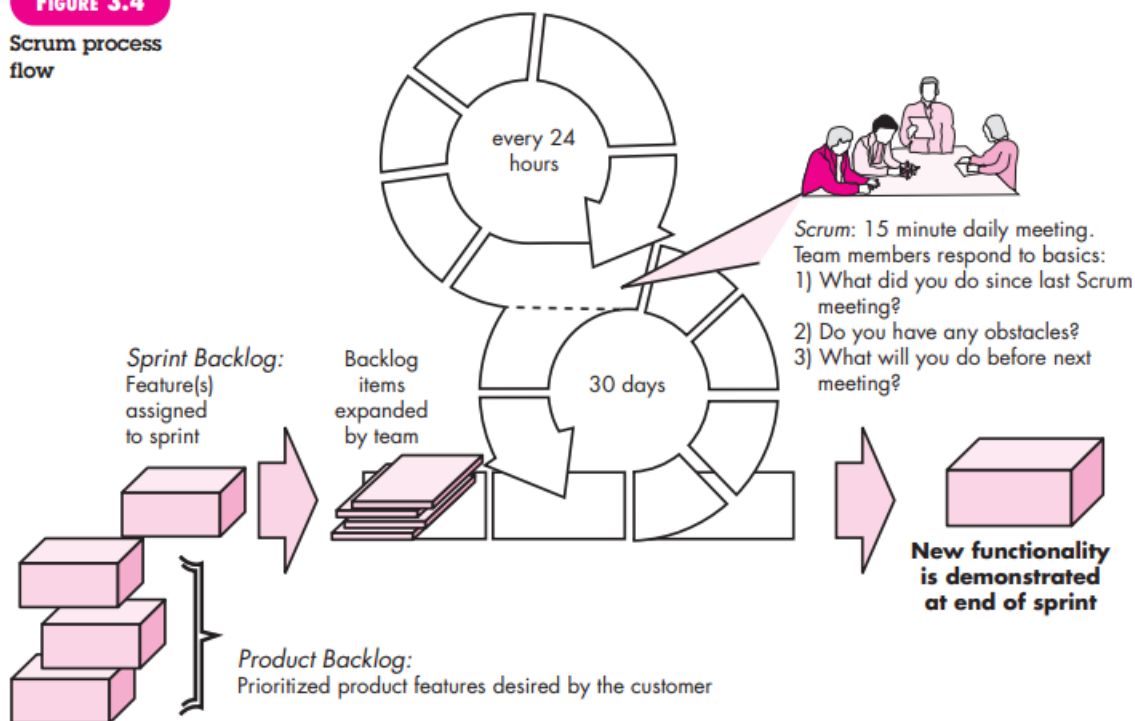 FIGURE 3.4
Scrum process
flow
every 24
hours
Scrum: 15 minute daily meeting.
Team members respond to basics:
1) What did you do since last Scrum
meeting?
2) Do you have any obstacles?
3) What will you do before next
meeting?
Sprint Backlog:
Feature(s)
assigned
to sprint
Backlog
items
expanded
by team
30 days
New functionality
is demonstrated
at end of sprint
Product Backlog:
Prioritized product features desired by the customer